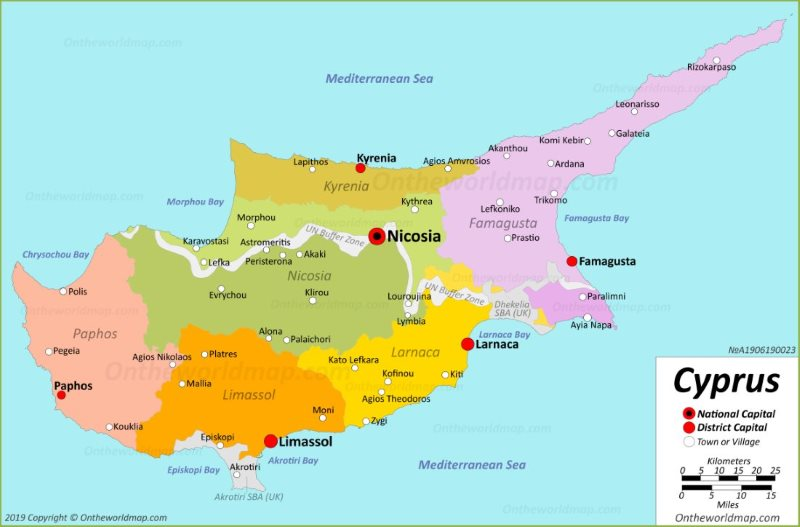 Ontheworldmap.com
Mediterranean Sea
Rizokarpaso
Ontheworldmap.com
Leonarisso
Galateia
Komi Kebir
Akanthou
Ardana
Kyrenia
Lapithos
Agios Amvrosios
Kyrenia
Ontheworldmap.com
Trikomo
Morphou Bay
Kythrea
Lefkoniko
Famagusta
Famagusta Bay
Morphou
UN Buffer Zone
Nicosia
Prastio
Karavostasi
Astromeritis
Chrysochou Bay
Lefka
Peristerona
Akaki
Famagusta
Nicosia
UN Buffer Zone
Polis
Evrychou
Klirou
Louroujina
Dhekelia
SBA (UK)
Paralimni
Lymbia
Ayia Napa
Paphos
Alona
Palaichori
Larnaca Bay
Larnaca
Pegeia
Agios Nikolaos
Platres
Kato Lefkara
Larnaca
Ontheworldmap.com
Paphos
Mallia
Limassol
Kofinou
Kiti
Agios Theodoros
Moni
Zygi
Kouklia
Episkopi
Limassol
Ontheworldmap.com
Episkopi Bay
Akrotiri
Akrotiri Bay
Mediterranean Sea
Akrotiri SBA (UK)
№A1906190023
Cyprus
National Capital
District Capital
Town or Village
Kilometers
0 5 10 15 20 25
0 5 10 15
Miles
Ontheworldmap.com
2019 Copyright © Ontheworldmap.com